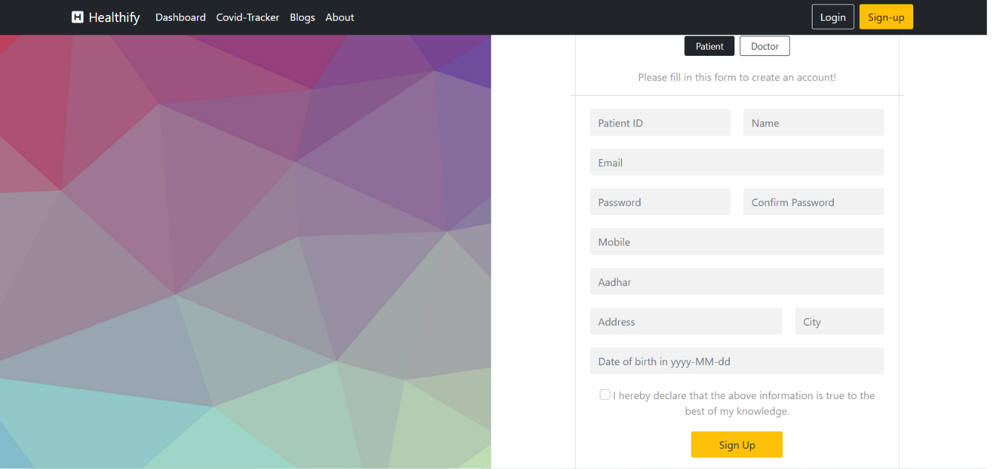 H Healthify Dashboard Covid-Tracker Blogs About Login Sign-up
Patient Doctor
Please fill in this form to create an account!
Patient ID Name
Email
Password Confirm Password
Mobile
Aadhar
Address City
Date of birth in yyyy-MM-dd
I hereby declare that the above information is true to the
best of my knowledge.
Sign Up